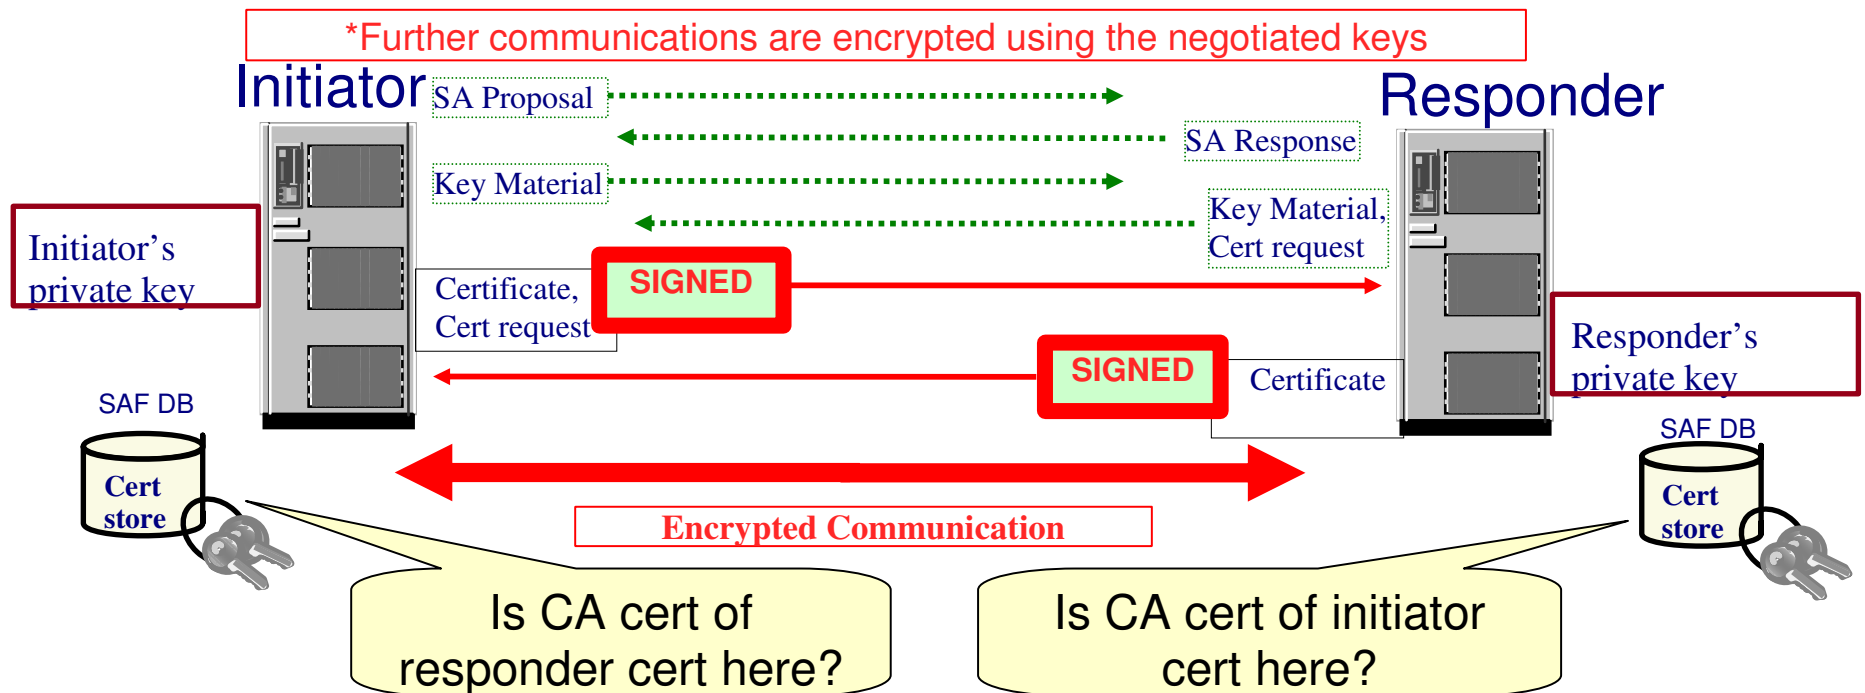 *Further communications are encrypted using the negotiated keys
Initiator
Responder
SA Proposal
SA Response
Key Material
Key Material,
Cert request
Initiator’s
private key
Certificate,
Cert request
SIGNED
Responder’s
private key
SIGNED
Certificate
SAF DB
Cert
store
SAF DB
Cert
store
Encrypted Communication
Is CA cert of
responder cert here?
Is CA cert of initiator
cert here?